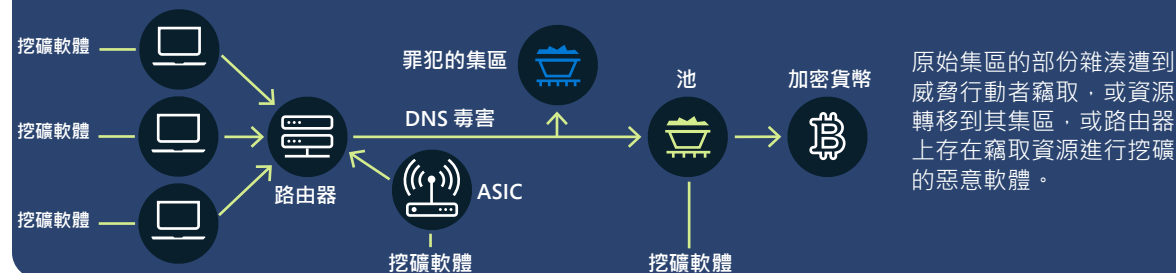 挖礦軟體
挖礦軟體
挖礦軟體
路由器
罪犯的集區
DNS 毒害
ASIC
挖礦軟體
池
挖礦軟體
加密貨幣
原始集區的部份雜湊遭到
威脅行動者竊取，或資源
轉移到其集區，或路由器
上存在竊取資源進行挖礦
的惡意軟體。